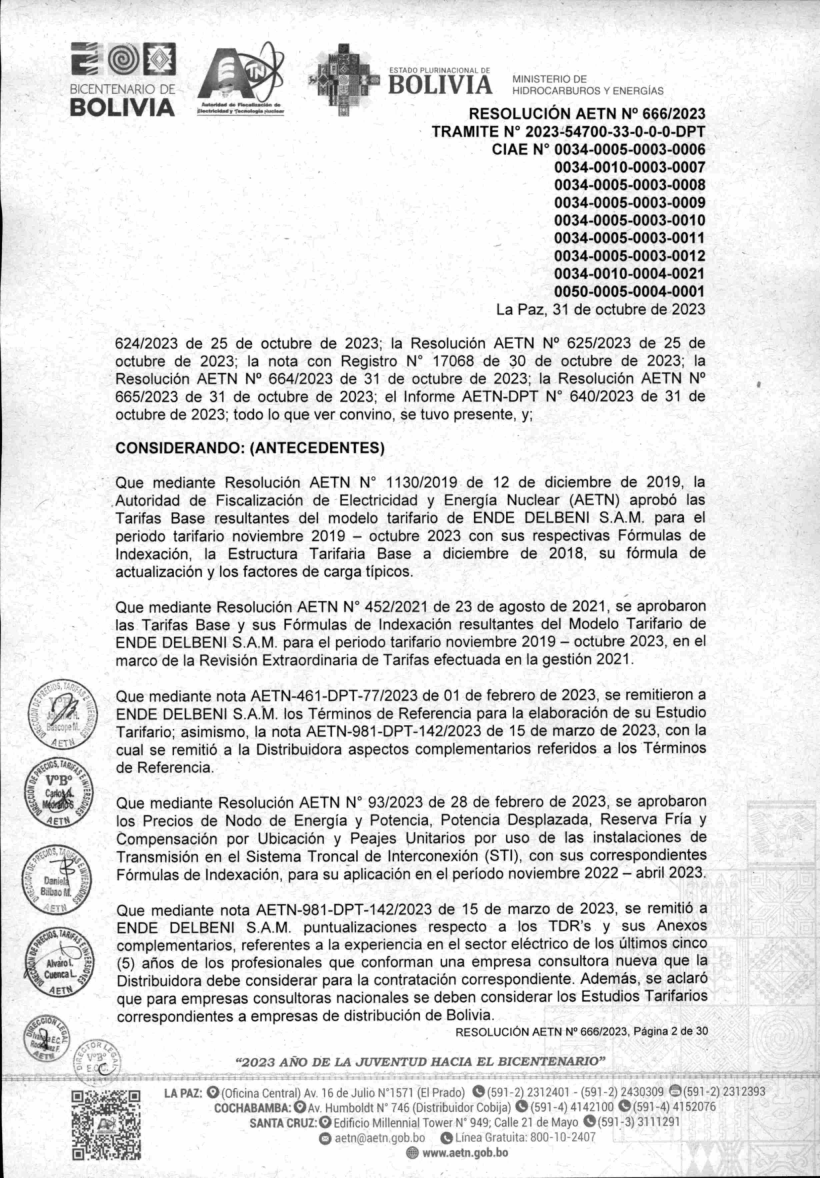 BICENTENARIO DE
BOLIVIA
Autoridad de Fiscalización de
Electricidad y Tecnología Nuclear
ESTADO PLURINACIONAL DE
BOLIVIA
MINISTERIO DE
HIDROCARBUROS Y ENERGÍAS
RESOLUCIÓN AETN Nº 666/2023
TRAMITE N° 2023-54700-33-0-0-0-DPT
CIAE N° 0034-0005-0003-0006
0034-0010-0003-0007
0034-0005-0003-0008
0034-0005-0003-0009
0034-0005-0003-0010
0034-0005-0003-0011
0034-0005-0003-0012
0034-0010-0004-0021
0050-0005-0004-0001
La Paz, 31 de octubre de 2023
624/2023 de 25 de octubre de 2023; la Resolución AETN Nº 625/2023 de 25 de
octubre de 2023; la nota con Registro N° 17068 de 30 de octubre de 2023; la
Resolución AETN Nº 664/2023 de 31 de octubre de 2023; la Resolución AETN Nº
665/2023 de 31 de octubre de 2023; el Informe AETN-DPT N° 640/2023 de 31 de
octubre de 2023; todo lo que ver convino, se tuvo presente, y;
CONSIDERANDO: (ANTECEDENTES)
Que mediante Resolución AETN N° 1130/2019 de 12 de diciembre de 2019, la
Autoridad de Fiscalización de Electricidad y Energía Nuclear (AETN) aprobó las
Tarifas Base resultantes del modelo tarifario de ENDE DELBENI S.A.M. para el
periodo tarifario noviembre 2019 – octubre 2023 con sus respectivas Fórmulas de
Indexación, la Estructura Tarifaria Base a diciembre de 2018, su fórmula de
actualización y los factores de carga típicos.
Que mediante Resolución AETN N° 452/2021 de 23 de agosto de 2021, se aprobaron
las Tarifas Base y sus Fórmulas de Indexación resultantes del Modelo Tarifario de
ENDE DELBENI S.A.M. para el periodo tarifario noviembre 2019 – octubre 2023, en el
marco de la Revisión Extraordinaria de Tarifas efectuada en la gestión 2021.
Que mediante nota AETN-461-DPT-77/2023 de 01 de febrero de 2023, se remitieron a
ENDE DELBENI S.A.M. los Términos de Referencia para la elaboración de su Estudio
Tarifario; asimismo, la nota AETN-981-DPT-142/2023 de 15 de marzo de 2023, con la
cual se remitió a la Distribuidora aspectos complementarios referidos a los Términos
de Referencia.
Que mediante Resolución AETN N° 93/2023 de 28 de febrero de 2023, se aprobaron
los Precios de Nodo de Energía y Potencia, Potencia Desplazada, Reserva Fría y
Compensación por Ubicación y Peajes Unitarios por uso de las instalaciones de
Transmisión en el Sistema Troncal de Interconexión (STI), con sus correspondientes
Fórmulas de Indexación, para su aplicación en el período noviembre 2022 – abril 2023.
Que mediante nota AETN-981-DPT-142/2023 de 15 de marzo de 2023, se remitió a
ENDE DELBENI S.A.M. puntualizaciones respecto a los TDR's y sus Anexos
complementarios, referentes a la experiencia en el sector eléctrico de los últimos cinco
(5) años de los profesionales que conforman una empresa consultora nueva que la
Distribuidora debe considerar para la contratación correspondiente. Además, se aclaró
que para empresas consultoras nacionales se deben considerar los Estudios Tarifarios
correspondientes a empresas de distribución de Bolivia.
RESOLUCIÓN AETN Nº 666/2023, Página 2 de 30
AETN
VºBº
AETN
Daniela
Bilbao M.
AETN
Alvaro I.
Cuenca L.
AETN
"2023 AÑO DE LA JUVENTUD HACIA EL BICENTENARIO"
LA PAZ: (Oficina Central) Av. 16 de Julio N°1571 (El Prado) (591-2) 2312401 - (591-2) 2430309 (591-2) 2312393
COCHABAMBA: Av. Humboldt N° 746 (Distribuidor Cobija) (591-4) 4142100 (591-4) 4152076
SANTA CRUZ: Edificio Millennial Tower N° 949; Calle 21 de Mayo (591-3) 3111291
aetn@aetn.gob.bo Línea Gratuita: 800-10-2407
www.aetn.gob.bo